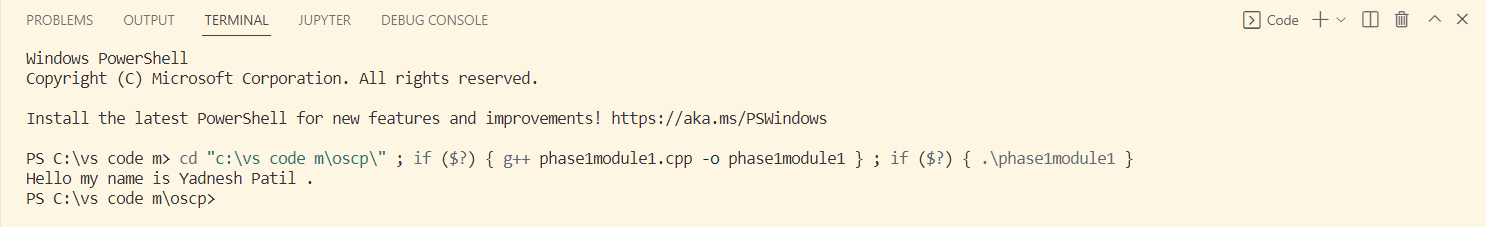 PROBLEMS OUTPUT TERMINAL JUPYTER DEBUG CONSOLE Code
Windows PowerShell
Copyright (C) Microsoft Corporation. All rights reserved.
Install the latest PowerShell for new features and improvements! https://aka.ms/PSWindows
PS C:\vs code m> cd "c:\vs code m\oscp\" ; if ($?) { g++ phase1module1.cpp -o phase1module1 } ; if ($?) { .\phase1module1 }
Hello my name is Yadnesh Patil .
PS C:\vs code m\oscp>